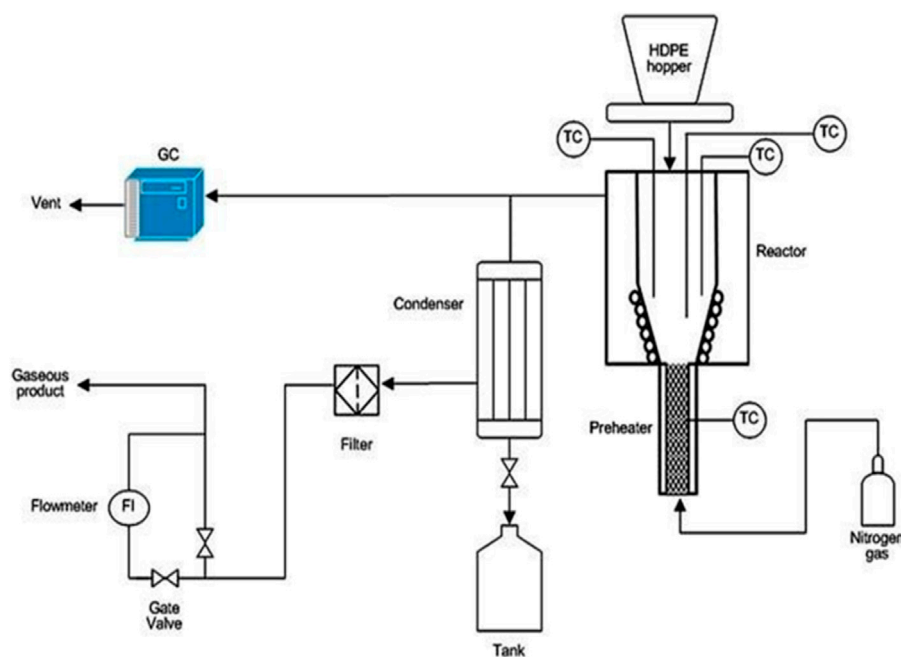 HDPE
hopper
TC
TC
TC
GC
Vent
Reactor
Condenser
Gaseous
product
Filter
Preheater
TC
Flowmeter
FI
Nitrogen
gas
Gate
Valve
Tank